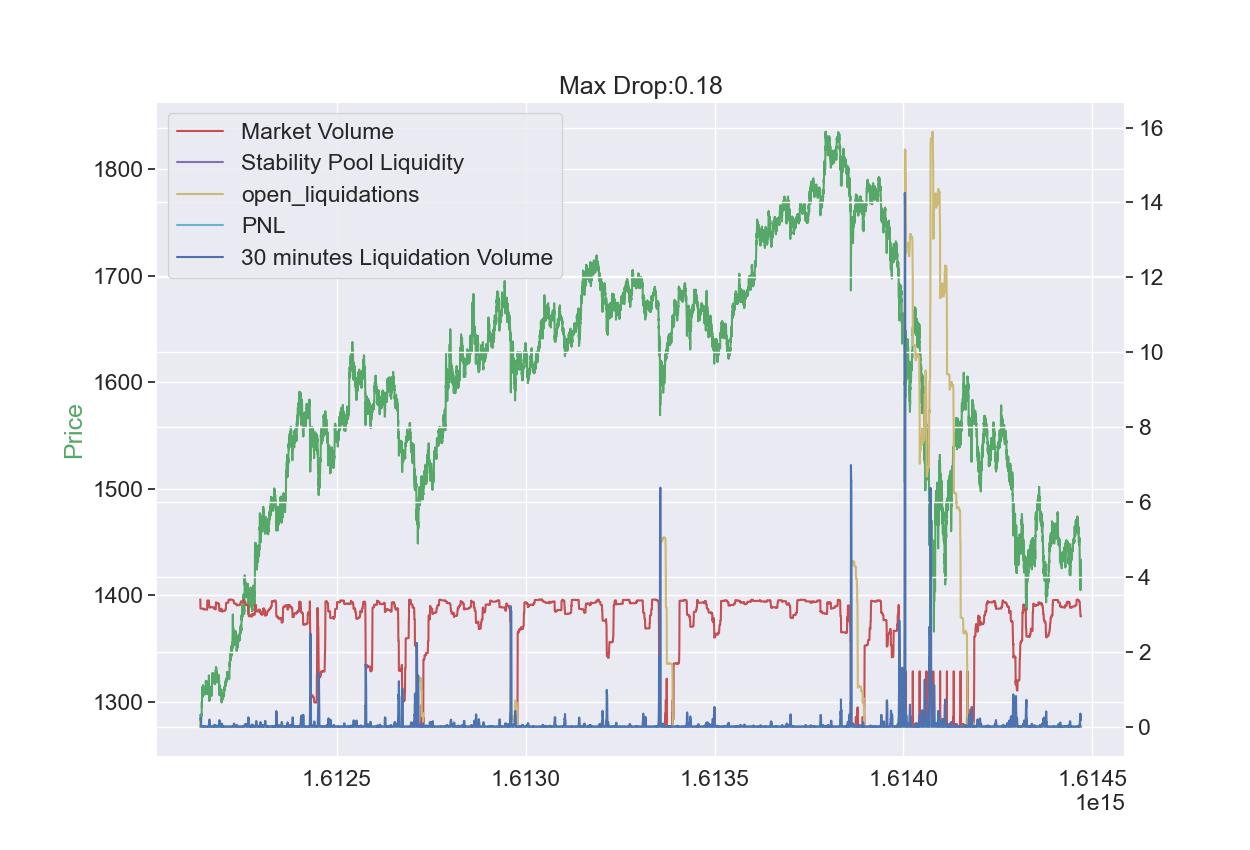 Max Drop:0.18
Market Volume
Stability Pool Liquidity
open_liquidations
PNL
30 minutes Liquidation Volume
Price
1800
1700
1600
1500
1400
1300
16
14
12
10
8
6
4
2
0
1.6125 1.6130 1.6135 1.6140 1.6145
1e15